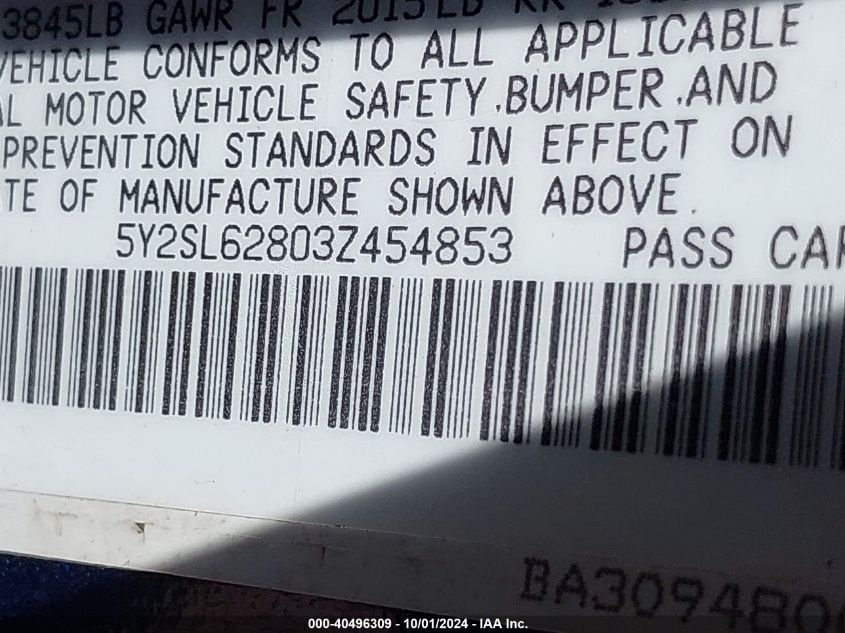 3845LB GAWR FR 2015LB RR
VEHICLE CONFORMS TO ALL APPLICABLE
AL MOTOR VEHICLE SAFETY,BUMPER,AND
PREVENTION STANDARDS IN EFFECT ON
TE OF MANUFACTURE SHOWN ABOVE.
5Y2SL62803Z454853 PASS CAR
BA309480
000-40496309 - 10/01/2024 - IAA Inc.